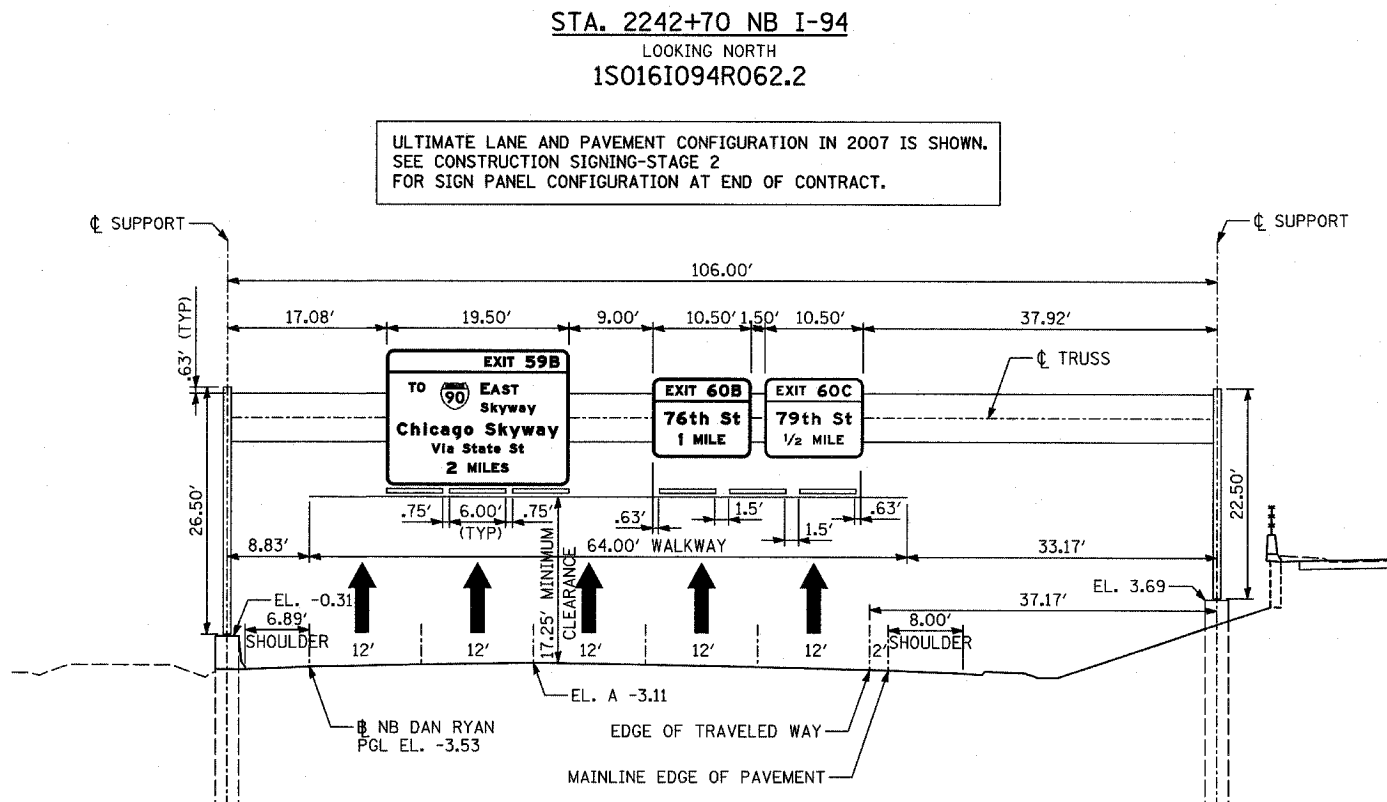 STA. 2242+70 NB I-94
LOOKING NORTH
1S016I094R062.2
ULTIMATE LANE AND PAVEMENT CONFIGURATION IN 2007 IS SHOWN.
SEE CONSTRUCTION SIGNING-STAGE 2
FOR SIGN PANEL CONFIGURATION AT END OF CONTRACT.
℄ SUPPORT
℄ SUPPORT
106.00'
.63' (TYP)
17.08'
19.50'
9.00'
10.50'
1.50'
10.50'
37.92'
℄ TRUSS
EXIT 59B
TO 90 EAST
Skyway
Chicago Skyway
Via State St
2 MILES
EXIT 60B
76th St
1 MILE
EXIT 60C
79th St
1/2 MILE
26.50'
22.50'
.75'
6.00'
(TYP)
.75'
.63'
1.5'
1.5'
.63'
8.83'
64.00' WALKWAY
33.17'
17.25' MINIMUM
CLEARANCE
EL. -0.31
EL. 3.69
37.17'
6.89'
SHOULDER
8.00'
SHOULDER
12'
12'
12'
12'
12'
2'
EL. A -3.11
B NB DAN RYAN
PGL EL. -3.53
EDGE OF TRAVELED WAY
MAINLINE EDGE OF PAVEMENT